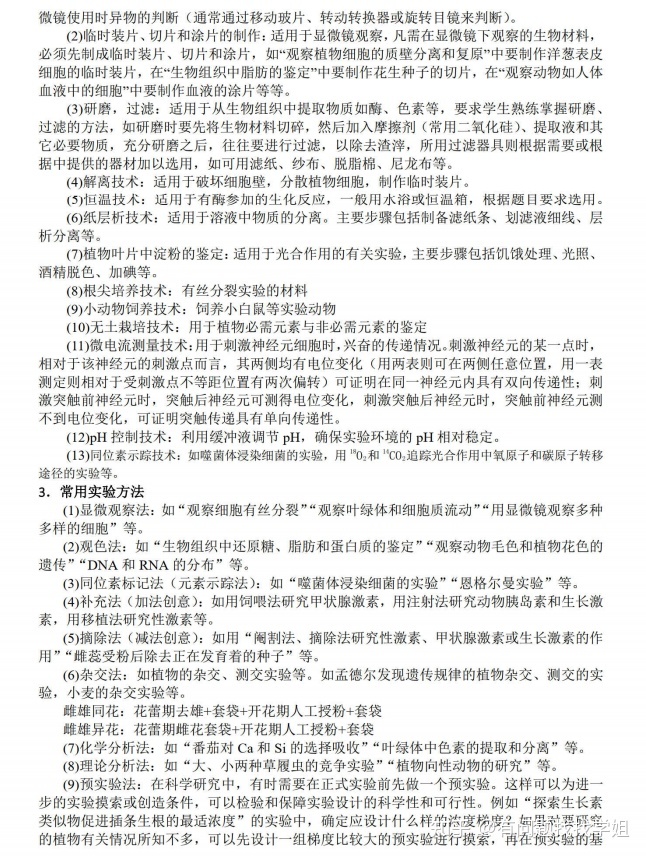 微镜使用时异物的判断（通常通过移动玻片、转动转换器或旋转目镜来判断）。
(2)临时装片、切片和涂片的制作：适用于显微镜观察，凡需在显微镜下观察的生物材料，
必须先制成临时装片、切片和涂片，如“观察植物细胞的质壁分离和复原”中要制作洋葱表皮
细胞的临时装片，在“生物组织中脂肪的鉴定”中要制作花生种子的切片，在“观察动物如人体
血液中的细胞”中要制作血液的涂片等等。
(3)研磨，过滤：适用于从生物组织中提取物质如酶、色素等，要求学生熟练掌握研磨、
过滤的方法，如研磨时要先将生物材料切碎，然后加入摩擦剂（常用二氧化硅）、提取液和其
它必要物质，充分研磨之后，往往要进行过滤，以除去渣滓，所用过滤器具则根据需要或根
据中提供的器材加以选用，如可用滤纸、纱布、脱脂棉、尼龙布等。
(4)解离技术：适用于破坏细胞壁，分散植物细胞，制作临时装片。
(5)恒温技术：适用于有酶参加的生化反应，一般用水浴或恒温箱，根据题目要求选用。
(6)纸层析技术：适用于溶液中物质的分离。主要步骤包括制备滤纸条、划滤液细线、层
析分离等。
(7)植物叶片中淀粉的鉴定：适用于光合作用的有关实验，主要步骤包括饥饿处理、光照、
酒精脱色、加碘等。
(8)根尖培养技术：有丝分裂实验的材料
(9)小动物饲养技术：饲养小白鼠等实验动物
(10)无土栽培技术：用于植物必需元素与非必需元素的鉴定
(11)微电流测量技术：用于刺激神经元细胞时，兴奋的传递情况。刺激神经元的某一点时，
相对于该神经元的刺激点而言，其两侧均有电位变化（用两表则可在两侧任意位置，用一表
测定则相对于受刺激点不等距位置有两次偏转）可证明在同一神经元内具有双向传递性；刺
激突触前神经元时，突触后神经元可测得电位变化，刺激突触后神经元时，突触前神经元测
不到电位变化，可证明突触传递具有单向传递性。
(12)pH 控制技术：利用缓冲液调节 pH，确保实验环境的 pH 相对稳定。
(13)同位素示踪技术：如噬菌体浸染细菌的实验，用 ¹⁸O₂和 ¹⁴CO₂追踪光合作用中氧原子和碳原子转移
途径的实验等。
3．常用实验方法
(1)显微观察法：如“观察细胞有丝分裂”“观察叶绿体和细胞质流动”“用显微镜观察多种
多样的细胞”等。
(2)观色法：如“生物组织中还原糖、脂肪和蛋白质的鉴定”“观察动物毛色和植物花色的
遗传”“DNA 和 RNA 的分布”等。
(3)同位素标记法（元素示踪法）：如“噬菌体浸染细菌的实验”“恩格尔曼实验”等。
(4)补充法（加法创意）：如用饲喂法研究甲状腺激素，用注射法研究动物胰岛素和生长激
素，用移植法研究性激素等。
(5)摘除法（减法创意）：如用“阉割法、摘除法研究性激素、甲状腺激素或生长激素的作
用”“雌蕊受粉后除去正在发育着的种子”等。
(6)杂交法：如植物的杂交、测交实验等。如孟德尔发现遗传规律的植物杂交、测交的实
验，小麦的杂交实验等。
雌雄同花：花蕾期去雄+套袋+开花期人工授粉+套袋
雌雄异花：花蕾期雌花套袋+开花期人工授粉+套袋
(7)化学分析法：如“番茄对 Ca 和 Si 的选择吸收”“叶绿体中色素的提取和分离”等。
(8)理论分析法：如“大、小两种草履虫的竞争实验”“植物向性动物的研究”等。
(9)预实验法：在科学研究中，有时需要在正式实验前先做一个预实验。这样可以为进一
步的实验摸索或创造条件，可以检验和保障实验设计的科学性和可行性。例如“探索生长素
类似物促进插条生根的最适浓度”的实验中，确定应设计什么样的浓度梯度？如果对要研究
的植物有关情况所知不多，可以先设计一组梯度比较大的预实验进行摸索，再在预实验的基
知乎 @有问题找找学姐